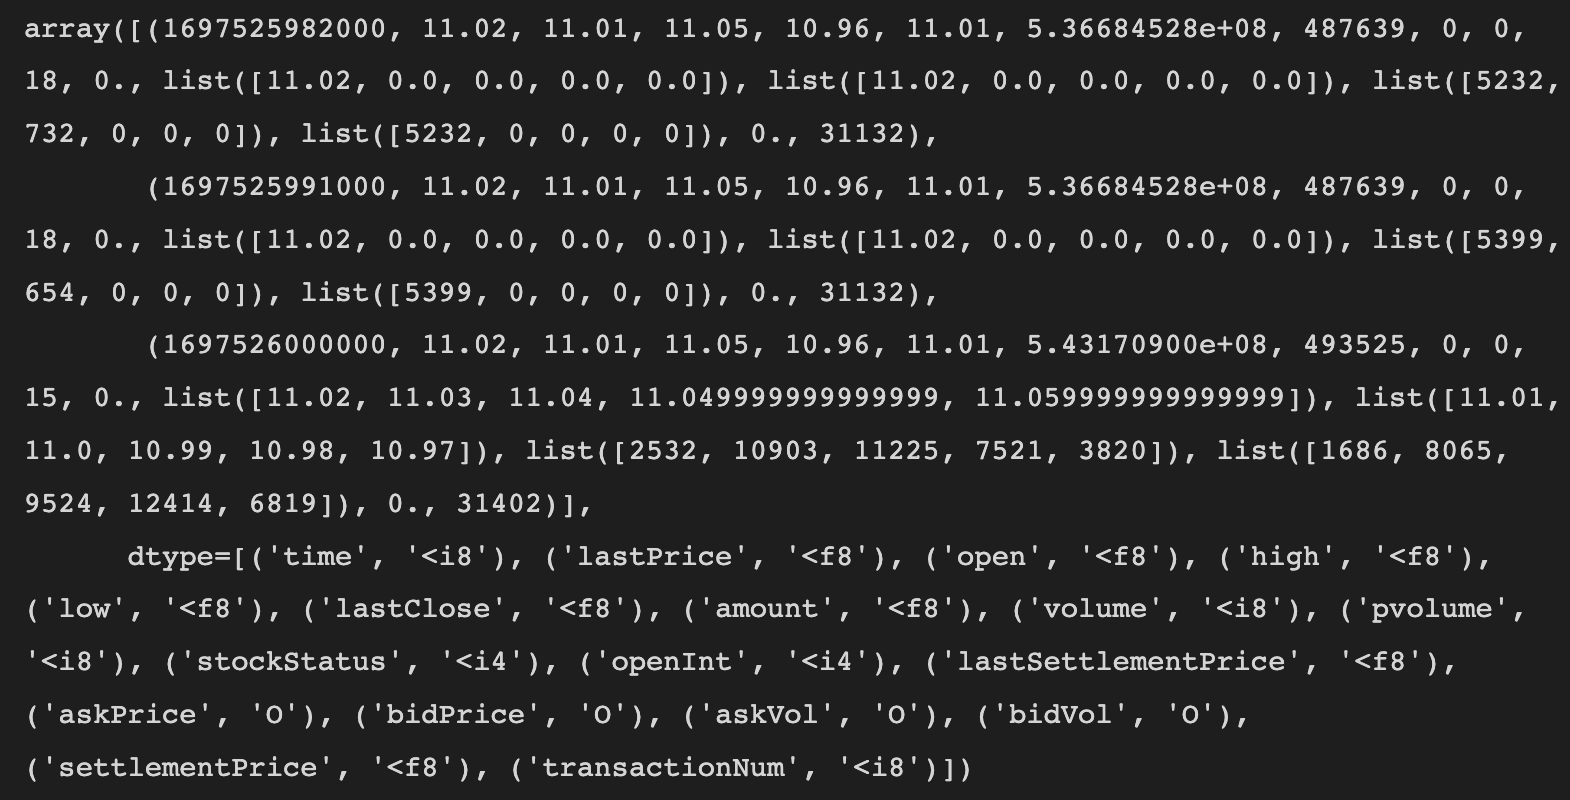 array([(1697525982000, 11.02, 11.01, 11.05, 10.96, 11.01, 5.36684528e+08, 487639, 0, 0,
18, 0., list([11.02, 0.0, 0.0, 0.0, 0.0]), list([11.02, 0.0, 0.0, 0.0, 0.0]), list([5232,
732, 0, 0, 0]), list([5232, 0, 0, 0, 0]), 0., 31132),
(1697525991000, 11.02, 11.01, 11.05, 10.96, 11.01, 5.36684528e+08, 487639, 0, 0,
18, 0., list([11.02, 0.0, 0.0, 0.0, 0.0]), list([11.02, 0.0, 0.0, 0.0, 0.0]), list([5399,
654, 0, 0, 0]), list([5399, 0, 0, 0, 0]), 0., 31132),
(1697526000000, 11.02, 11.01, 11.05, 10.96, 11.01, 5.43170900e+08, 493525, 0, 0,
15, 0., list([11.02, 11.03, 11.04, 11.049999999999999, 11.059999999999999]), list([11.01,
11.0, 10.99, 10.98, 10.97]), list([2532, 10903, 11225, 7521, 3820]), list([1686, 8065,
9524, 12414, 6819]), 0., 31402)],
dtype=[('time', '<i8'), ('lastPrice', '<f8'), ('open', '<f8'), ('high', '<f8'),
('low', '<f8'), ('lastClose', '<f8'), ('amount', '<f8'), ('volume', '<i8'), ('pvolume',
'<i8'), ('stockStatus', '<i4'), ('openInt', '<i4'), ('lastSettlementPrice', '<f8'),
('askPrice', 'O'), ('bidPrice', 'O'), ('askVol', 'O'), ('bidVol', 'O'),
('settlementPrice', '<f8'), ('transactionNum', '<i8')])